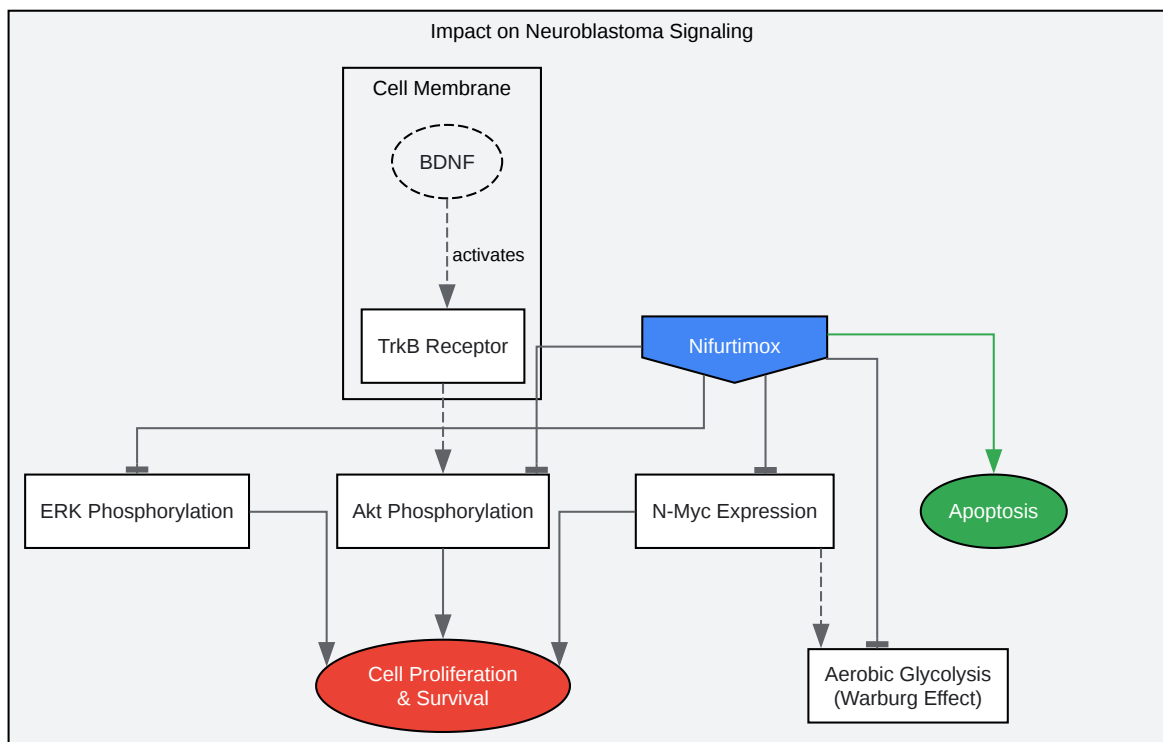 Impact on Neuroblastoma Signaling
Cell Membrane
BDNF
activates
TrkB Receptor
Nifurtimox
ERK Phosphorylation
Akt Phosphorylation
N-Myc Expression
Apoptosis
Cell Proliferation
& Survival
Aerobic Glycolysis
(Warburg Effect)